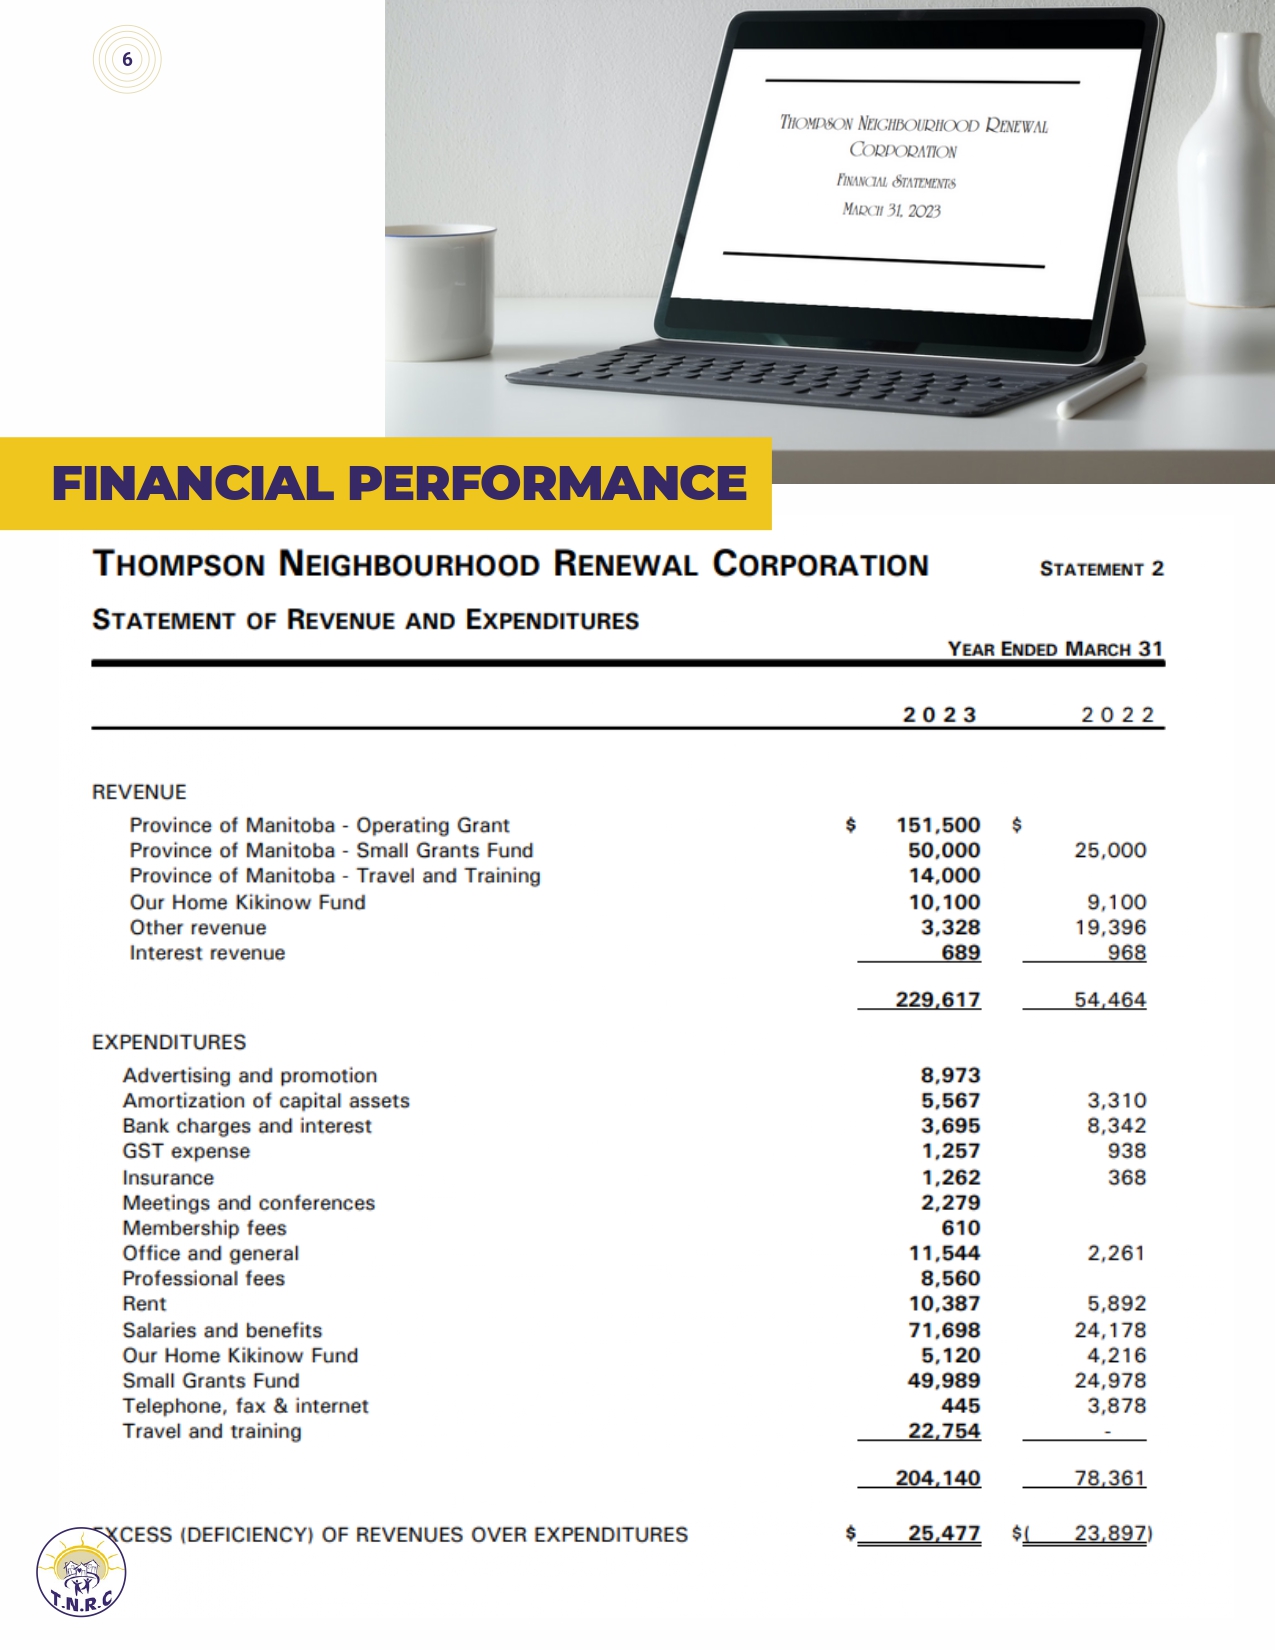 6
THOMPSON NEIGHBOURHOOD RENEWAL
CORPORATION
FINANCIAL STATEMENTS
MARCH 31, 2023
FINANCIAL PERFORMANCE
THOMPSON NEIGHBOURHOOD RENEWAL CORPORATION STATEMENT 2
STATEMENT OF REVENUE AND EXPENDITURES
YEAR ENDED MARCH 31
2023 2022
REVENUE
Province of Manitoba - Operating Grant $ 151,500 $
Province of Manitoba - Small Grants Fund 50,000 25,000
Province of Manitoba - Travel and Training 14,000
Our Home Kikinow Fund 10,100 9,100
Other revenue 3,328 19,396
Interest revenue 689 968
229,617 54,464
EXPENDITURES
Advertising and promotion 8,973
Amortization of capital assets 5,567 3,310
Bank charges and interest 3,695 8,342
GST expense 1,257 938
Insurance 1,262 368
Meetings and conferences 2,279
Membership fees 610
Office and general 11,544 2,261
Professional fees 8,560
Rent 10,387 5,892
Salaries and benefits 71,698 24,178
Our Home Kikinow Fund 5,120 4,216
Small Grants Fund 49,989 24,978
Telephone, fax & internet 445 3,878
Travel and training 22,754 -
204,140 78,361
EXCESS (DEFICIENCY) OF REVENUES OVER EXPENDITURES $ 25,477 $( 23,897)
T.N.R.C